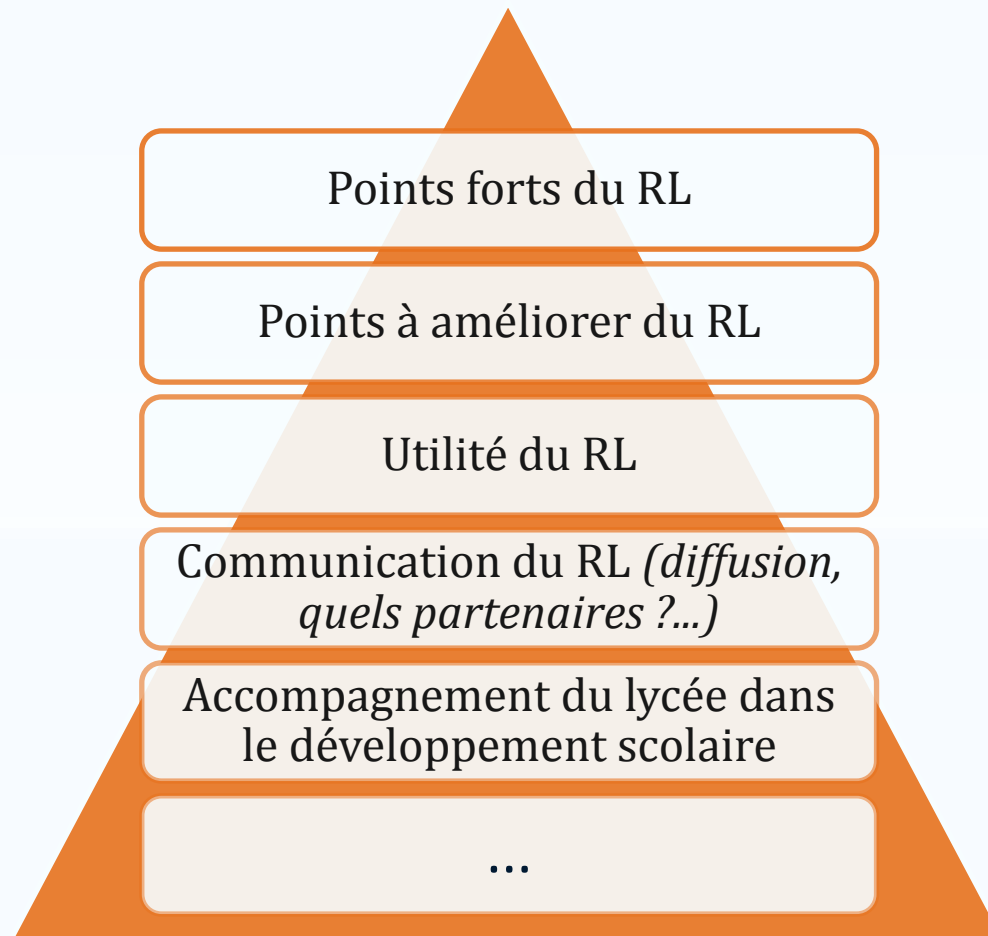 Points forts du RL
Points à améliorer du RL
Utilité du RL
Communication du RL (diffusion,
quels partenaires ?...)
Accompagnement du lycée dans
le développement scolaire
...